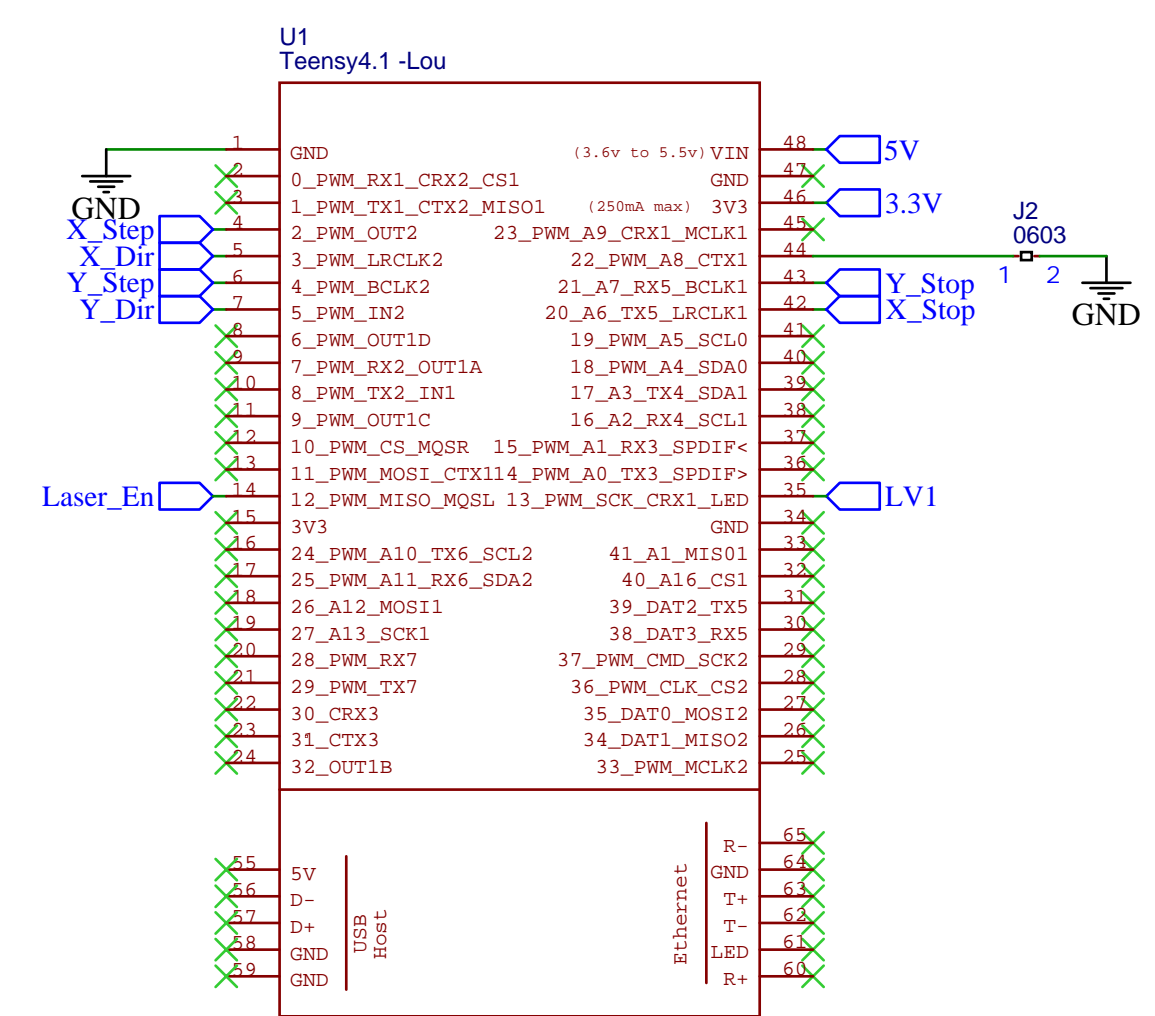 U1
Teensy4.1 -Lou
1 GND
GND
2 0_PWM_RX1_CRX2_CS1
3 1_PWM_TX1_CTX2_MISO1
X_Step 4 2_PWM_OUT2
X_Dir 5 3_PWM_LRCLK2
Y_Step 6 4_PWM_BCLK2
Y_Dir 7 5_PWM_IN2
8 6_PWM_OUT1D
9 7_PWM_RX2_OUT1A
10 8_PWM_TX2_IN1
11 9_PWM_OUT1C
12 10_PWM_CS_MQSR
13 11_PWM_MOSI_CTX1
Laser_En 14 12_PWM_MISO_MQSL
15 3V3
16 24_PWM_A10_TX6_SCL2
17 25_PWM_A11_RX6_SDA2
18 26_A12_MOSI1
19 27_A13_SCK1
20 28_PWM_RX7
21 29_PWM_TX7
22 30_CRX3
23 31_CTX3
24 32_OUT1B
(3.6v to 5.5v) VIN 48 5V
GND 47
(250mA max) 3V3 46 3.3V
23_PWM_A9_CRX1_MCLK1 45
22_PWM_A8_CTX1 44
J2
0603
1 2
GND
21_A7_RX5_BCLK1 43 Y_Stop
20_A6_TX5_LRCLK1 42 X_Stop
19_PWM_A5_SCL0 41
18_PWM_A4_SDA0 40
17_A3_TX4_SDA1 39
16_A2_RX4_SCL1 38
15_PWM_A1_RX3_SPDIF< 37
14_PWM_A0_TX3_SPDIF> 36
13_PWM_SCK_CRX1_LED 35 LV1
GND 34
41_A1_MIS01 33
40_A16_CS1 32
39_DAT2_TX5 31
38_DAT3_RX5 30
37_PWM_CMD_SCK2 29
36_PWM_CLK_CS2 28
35_DAT0_MOSI2 27
34_DAT1_MISO2 26
33_PWM_MCLK2 25
55 5V
56 D-
57 D+
58 GND
59 GND
USB
Host
Ethernet
R- 65
GND 64
T+ 63
T- 62
LED 61
R+ 60